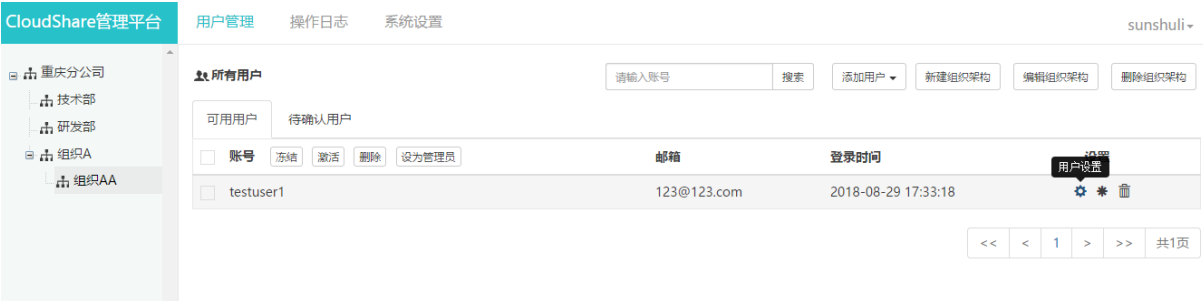 CloudShare管理平台 用户管理 操作日志 系统设置 sunshuli
重庆分公司
技术部
研发部
组织A
组织AA
所有用户 请输入账号 搜索 添加用户 新建组织架构 编辑组织架构 删除组织架构
可用用户 待确认用户
账号 冻结 激活 删除 设为管理员 邮箱 登录时间
用户设置
testuser1 123@123.com 2018-08-29 17:33:18
<< < 1 > >> 共1页